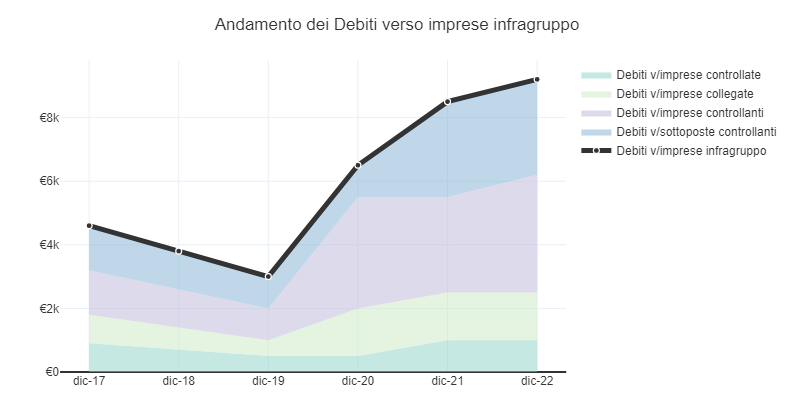 Andamento dei Debiti verso imprese infragruppo
Debiti v/imprese controllate
Debiti v/imprese collegate
Debiti v/imprese controllanti
Debiti v/sottoposte controllanti
Debiti v/imprese infragruppo
€8k
€6k
€4k
€2k
€0
dic-17 dic-18 dic-19 dic-20 dic-21 dic-22